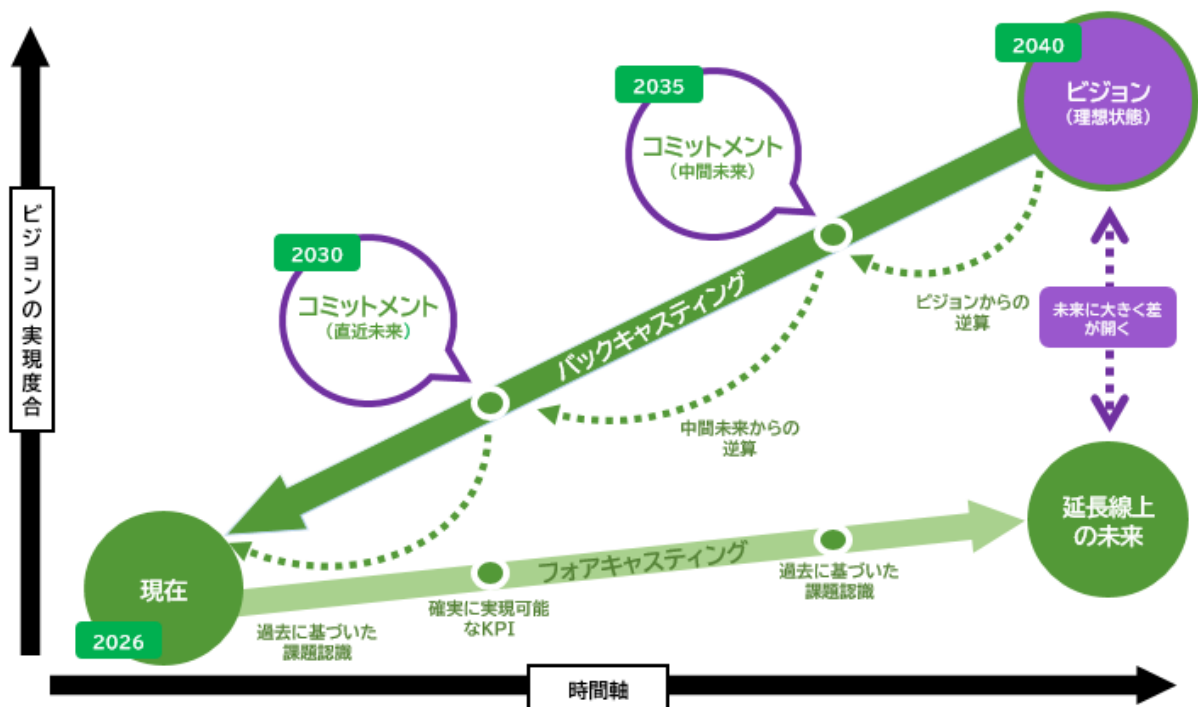 2040
ビジョン
（理想状態）
2035
コミットメント
（中間未来）
2030
コミットメント
（直近未来）
ビジョンの実現度合
バックキャスティング
ビジョンからの
逆算
未来に大きく差
が開く
中間未来からの
逆算
延長線上
の未来
フォアキャスティング
現在
2026
過去に基づいた
課題認識
確実に実現可能
なKPI
過去に基づいた
課題認識
時間軸